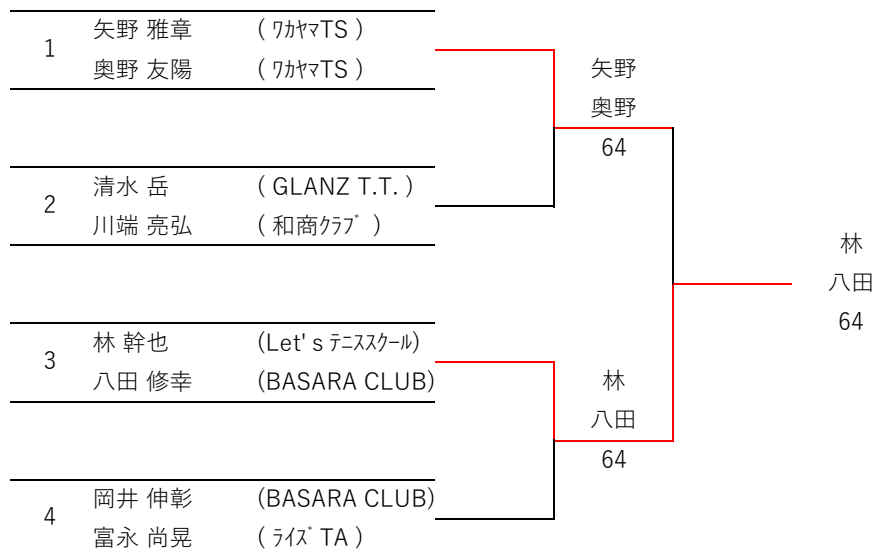 1
矢野 雅章 ( ﾜｶﾔﾏTS )
奥野 友陽 ( ﾜｶﾔﾏTS )
矢野
奥野
64
2
清水 岳 ( GLANZ T.T. )
川端 亮弘 ( 和商ｸﾗﾌﾞ )
林
八田
64
3
林 幹也 (Let' s ﾃﾆｽｽｸｰﾙ)
八田 修幸 (BASARA CLUB)
林
八田
64
4
岡井 伸彰 (BASARA CLUB)
富永 尚晃 ( ﾗｲｽﾞTA )